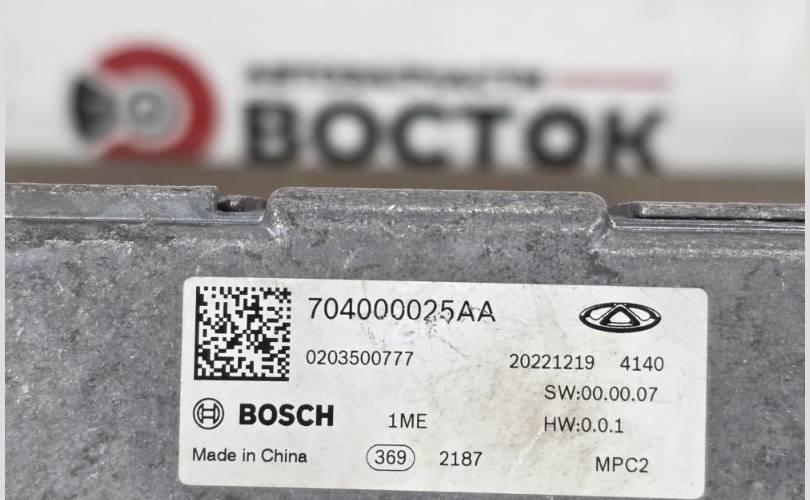 АВТОЗАПЧАСТИ
ВОСТОК
704000025AA
0203500777
20221219 4140
SW:00.00.07
BOSCH 1ME
HW:0.0.1
Made in China 369 2187
MPC2